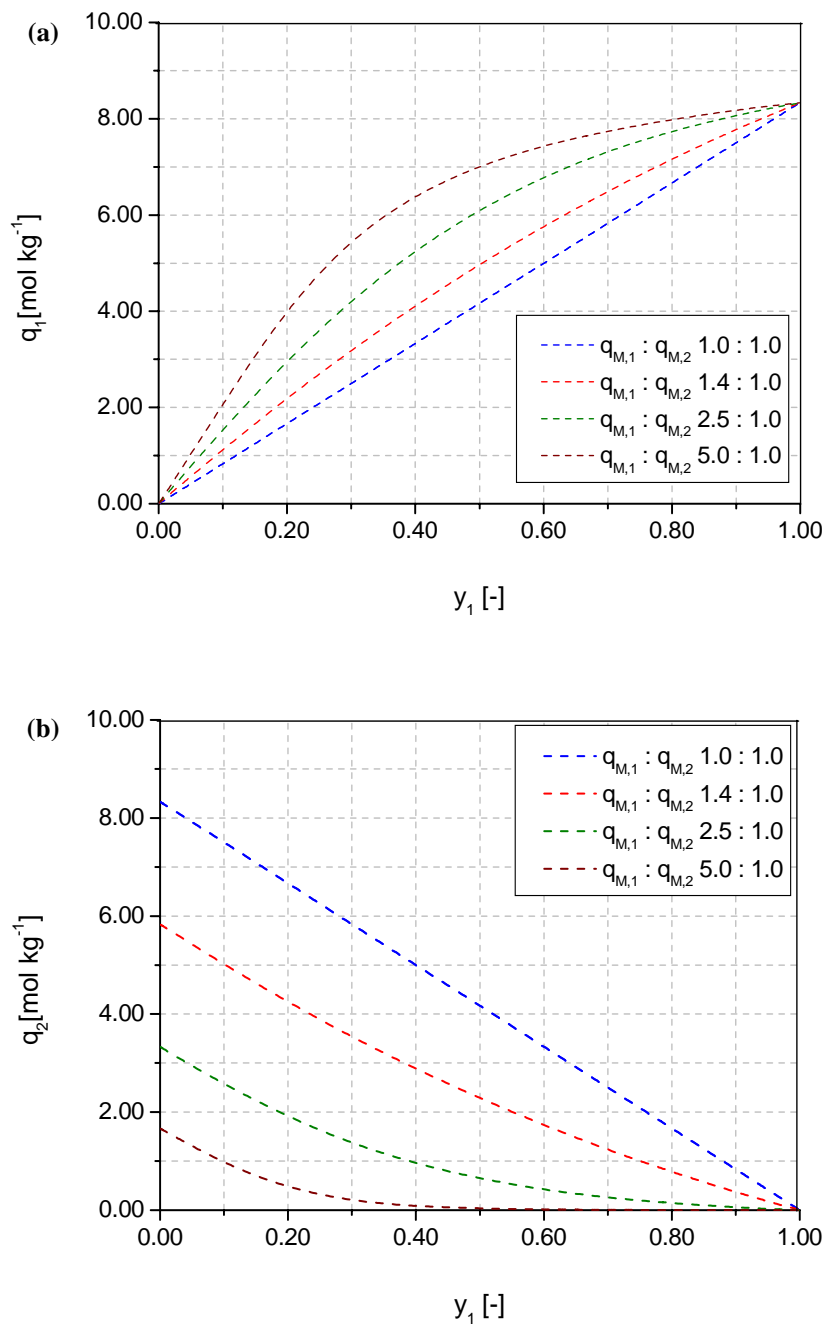 (a)
10.00
8.00
6.00
4.00
2.00
0.00
q1[mol kg-1]
qM,1 : qM,2 1.0 : 1.0
qM,1 : qM,2 1.4 : 1.0
qM,1 : qM,2 2.5 : 1.0
qM,1 : qM,2 5.0 : 1.0
0.00 0.20 0.40 0.60 0.80 1.00
y1 [-]
(b)
10.00
8.00
6.00
4.00
2.00
0.00
q2[mol kg-1]
qM,1 : qM,2 1.0 : 1.0
qM,1 : qM,2 1.4 : 1.0
qM,1 : qM,2 2.5 : 1.0
qM,1 : qM,2 5.0 : 1.0
0.00 0.20 0.40 0.60 0.80 1.00
y1 [-]